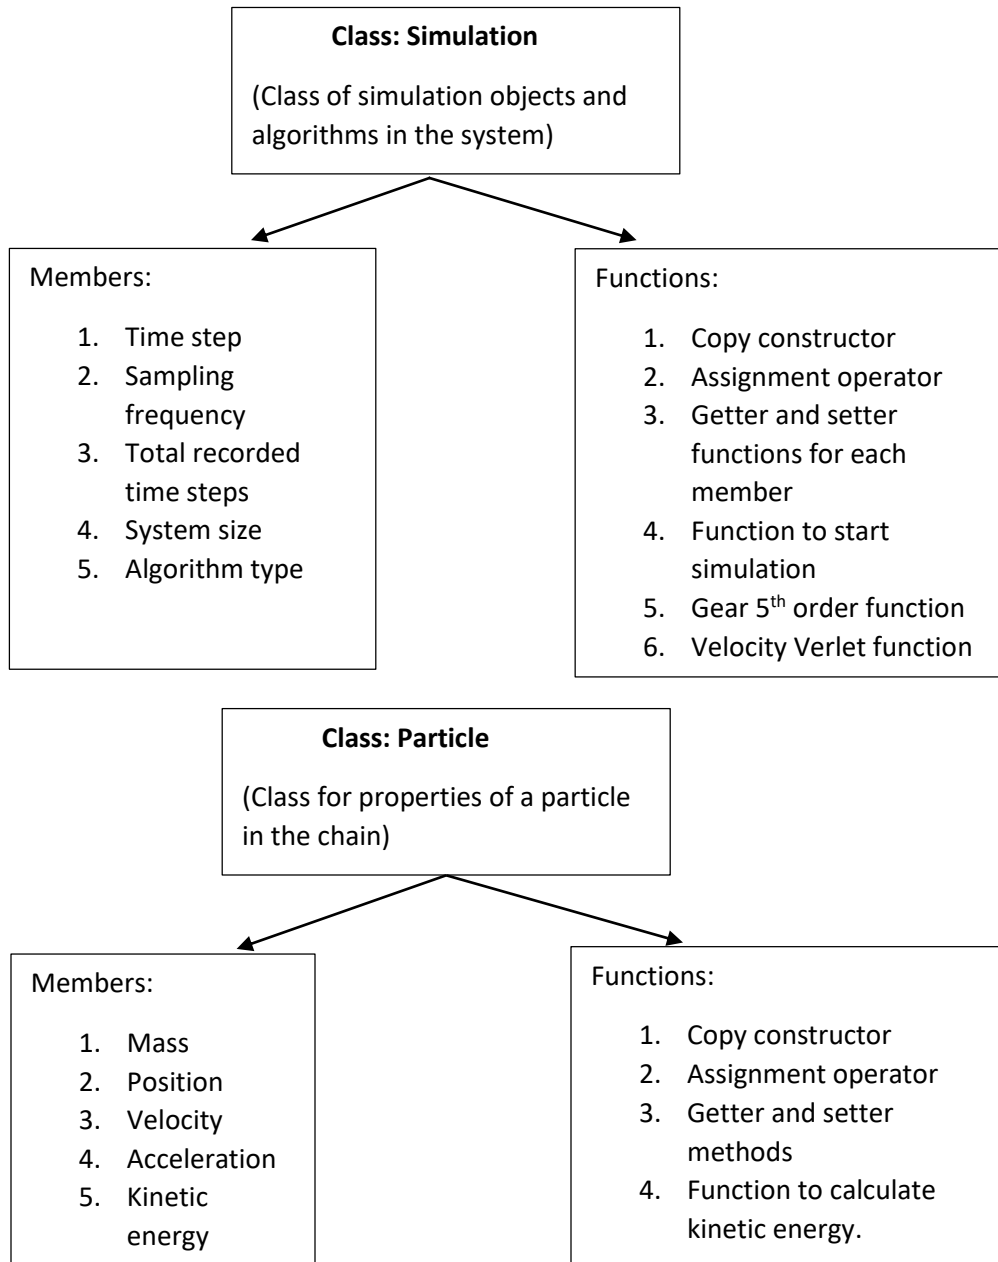 Class: Simulation
(Class of simulation objects and
algorithms in the system)
Members:
1. Time step
2. Sampling
frequency
3. Total recorded
time steps
4. System size
5. Algorithm type
Functions:
1. Copy constructor
2. Assignment operator
3. Getter and setter
functions for each
member
4. Function to start
simulation
5. Gear 5th order function
6. Velocity Verlet function
Class: Particle
(Class for properties of a particle
in the chain)
Members:
1. Mass
2. Position
3. Velocity
4. Acceleration
5. Kinetic
energy
Functions:
1. Copy constructor
2. Assignment operator
3. Getter and setter
methods
4. Function to calculate
kinetic energy.